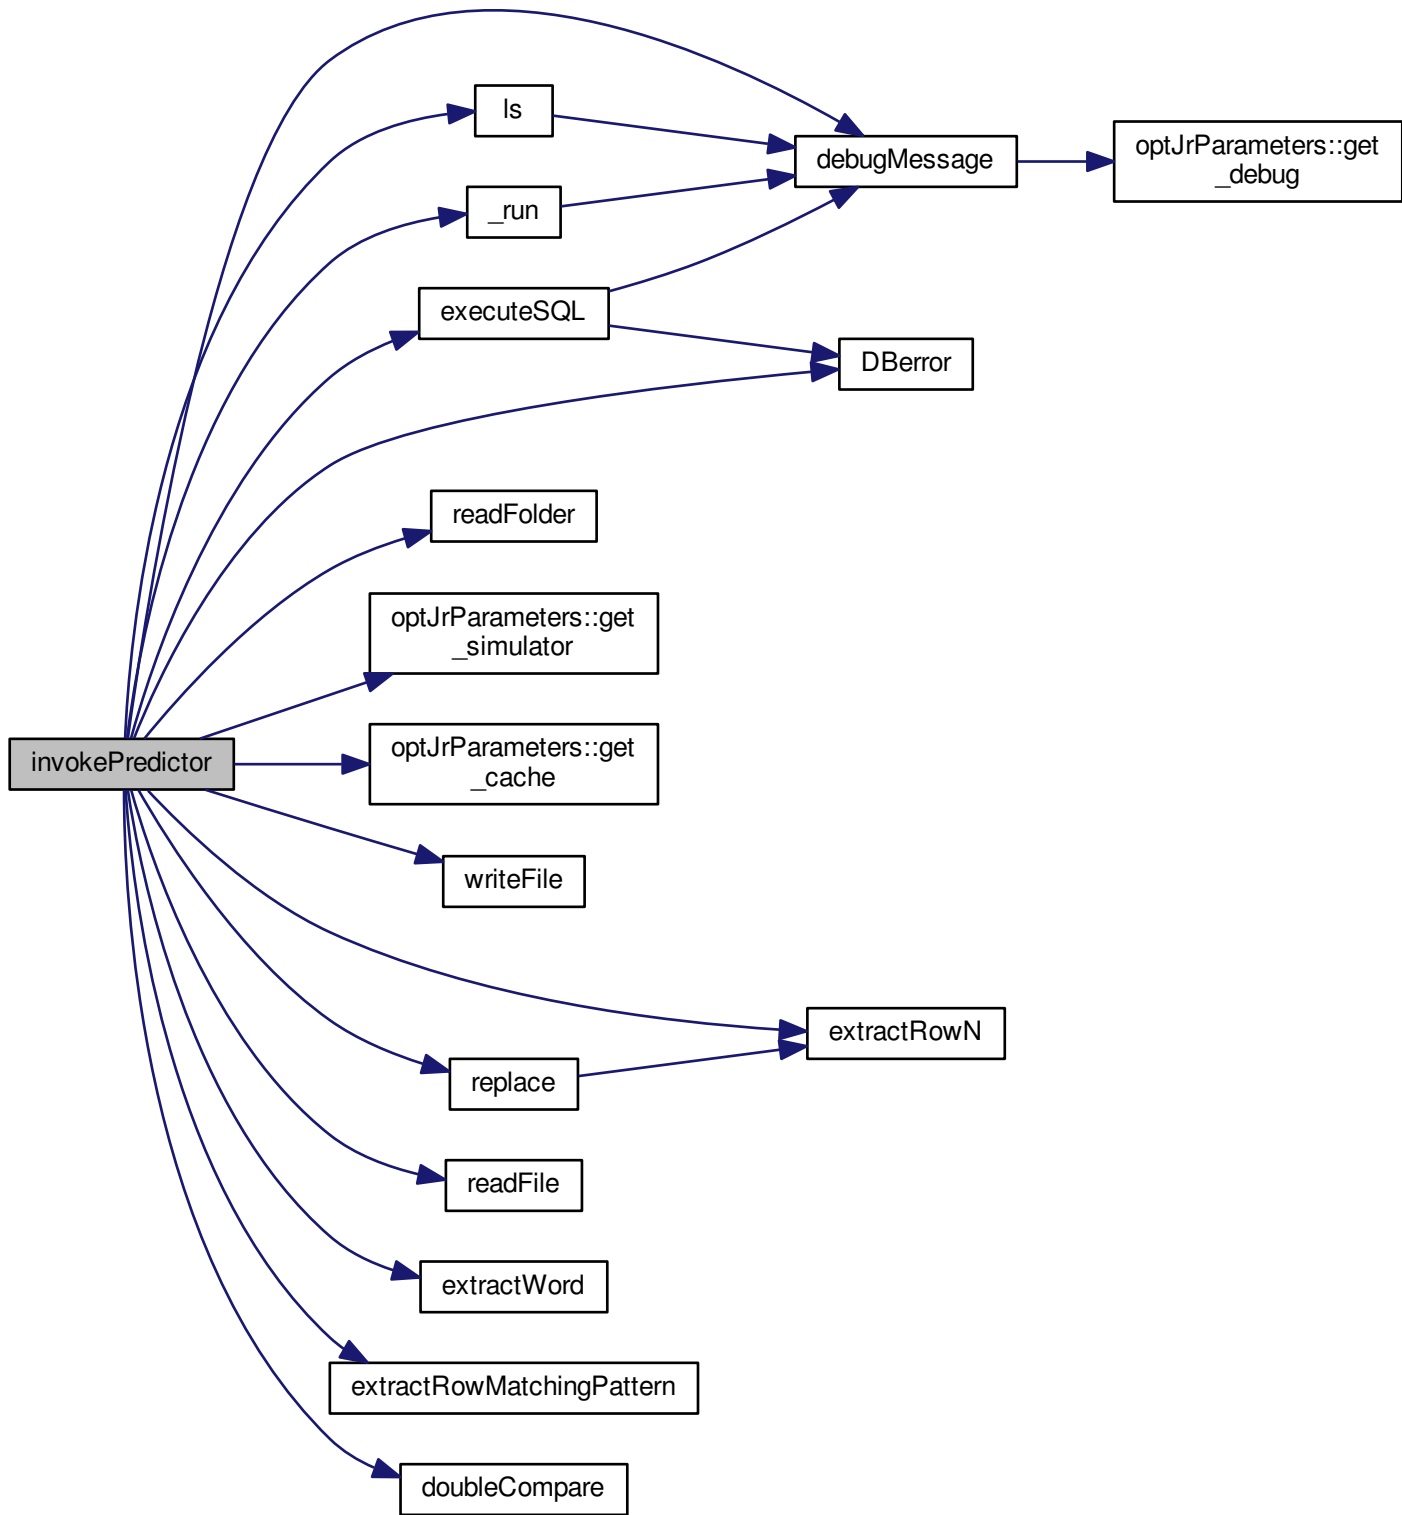 ls
debugMessage
optJrParameters::get
_debug
_run
executeSQL
DBerror
readFolder
optJrParameters::get
_simulator
invokePredictor
optJrParameters::get
_cache
writeFile
extractRowN
replace
readFile
extractWord
extractRowMatchingPattern
doubleCompare